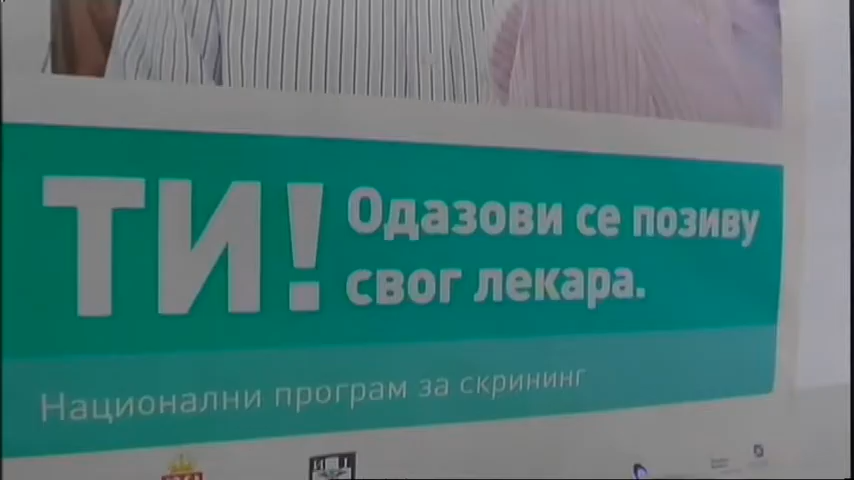 ТИ!
Одазови се позиву
свог лекара.
Национални програм за скрининг